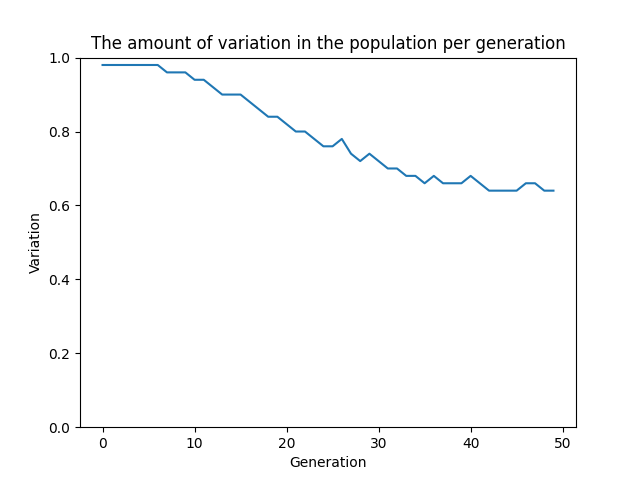 The amount of variation in the population per generation
1.0
0.8
0.6
0.4
0.2
0.0
Variation
0 10 20 30 40 50
Generation